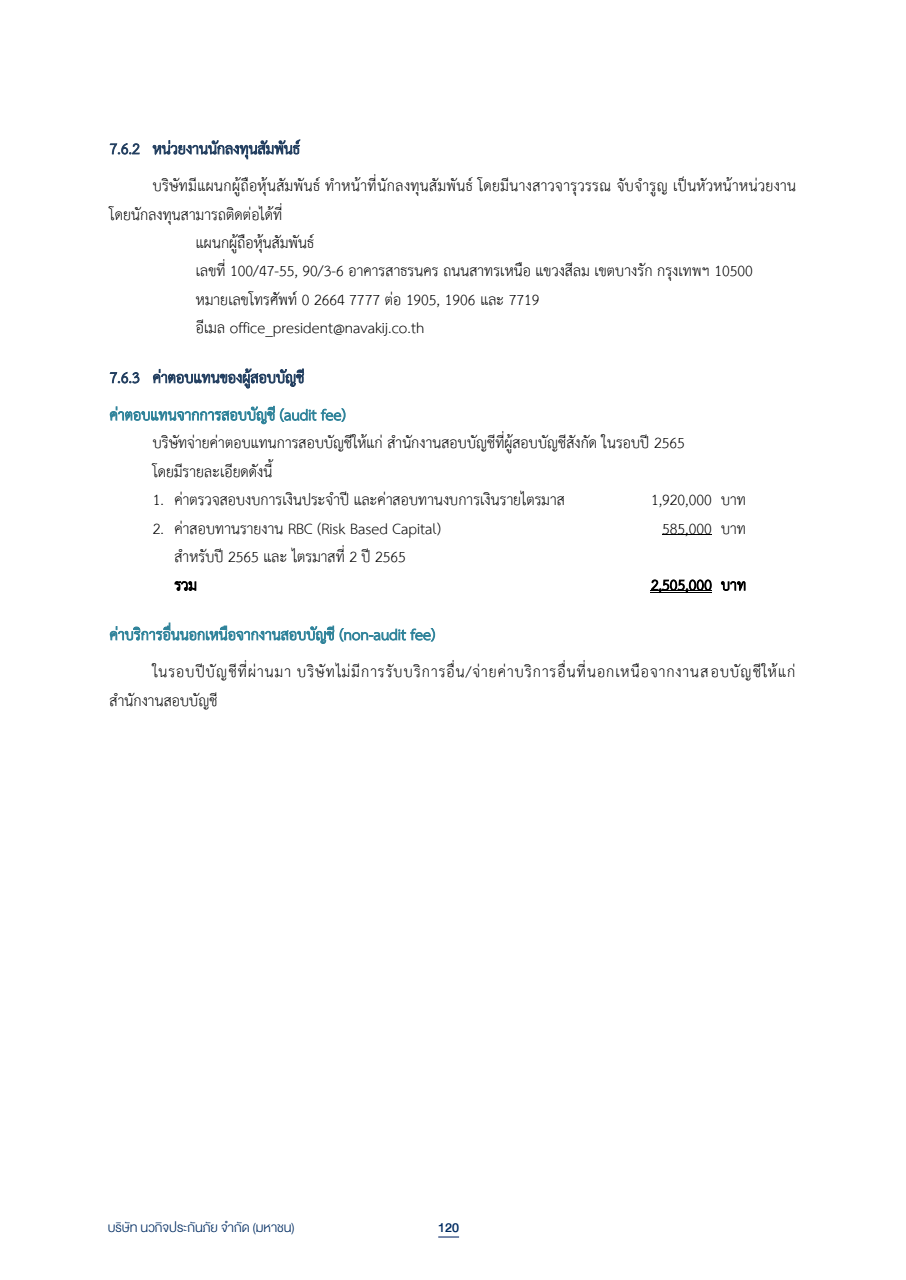 7.6.2 หน่วยงานนักลงทุนสัมพันธ์
บริษัทมีแผนกผู้ถือหุ้นสัมพันธ์ ทำหน้าที่นักลงทุนสัมพันธ์ โดยมีนางสาวจารุวรรณ จับจำรูญ เป็นหัวหน้าหน่วยงาน
โดยนักลงทุนสามารถติดต่อได้ที่
แผนกผู้ถือหุ้นสัมพันธ์
เลขที่ 100/47-55, 90/3-6 อาคารสาธรนคร ถนนสาทรเหนือ แขวงสีลม เขตบางรัก กรุงเทพฯ 10500
หมายเลขโทรศัพท์ 0 2664 7777 ต่อ 1905, 1906 และ 7719
อีเมล office_president@navakij.co.th
7.6.3 ค่าตอบแทนของผู้สอบบัญชี
ค่าตอบแทนจากการสอบบัญชี (audit fee)
บริษัทจ่ายค่าตอบแทนการสอบบัญชีให้แก่ สำนักงานสอบบัญชีที่ผู้สอบบัญชีสังกัด ในรอบปี 2565
โดยมีรายละเอียดดังนี้
1. ค่าตรวจสอบงบการเงินประจำปี และค่าสอบทานงบการเงินรายไตรมาส 1,920,000 บาท
2. ค่าสอบทานรายงาน RBC (Risk Based Capital) 585,000 บาท
สำหรับปี 2565 และ ไตรมาสที่ 2 ปี 2565
รวม 2,505,000 บาท
ค่าบริการอื่นนอกเหนือจากงานสอบบัญชี (non-audit fee)
ในรอบปีบัญชีที่ผ่านมา บริษัทไม่มีการรับบริการอื่น/จ่ายค่าบริการอื่นที่นอกเหนือจากงานสอบบัญชีให้แก่
สำนักงานสอบบัญชี
บริษัท นวกิจประกันภัย จำกัด (มหาชน) 120